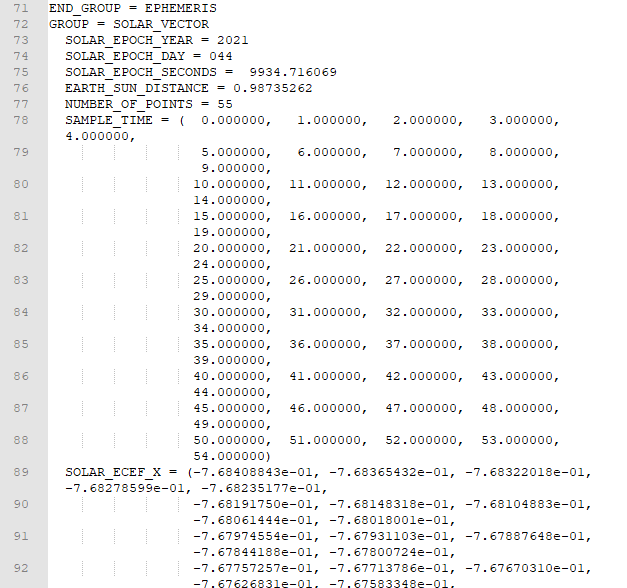 71 END_GROUP = EPHEMERIS
72 GROUP = SOLAR_VECTOR
73 SOLAR_EPOCH_YEAR = 2021
74 SOLAR_EPOCH_DAY = 044
75 SOLAR_EPOCH_SECONDS =  9934.716069
76 EARTH_SUN_DISTANCE = 0.98735262
77 NUMBER_OF_POINTS = 55
78 SAMPLE_TIME = (  0.000000,   1.000000,   2.000000,   3.000000,
4.000000,
79 5.000000,   6.000000,   7.000000,   8.000000,
9.000000,
80 10.000000,  11.000000,  12.000000,  13.000000,
14.000000,
81 15.000000,  16.000000,  17.000000,  18.000000,
19.000000,
82 20.000000,  21.000000,  22.000000,  23.000000,
24.000000,
83 25.000000,  26.000000,  27.000000,  28.000000,
29.000000,
84 30.000000,  31.000000,  32.000000,  33.000000,
34.000000,
85 35.000000,  36.000000,  37.000000,  38.000000,
39.000000,
86 40.000000,  41.000000,  42.000000,  43.000000,
44.000000,
87 45.000000,  46.000000,  47.000000,  48.000000,
49.000000,
88 50.000000,  51.000000,  52.000000,  53.000000,
54.000000)
89 SOLAR_ECEF_X = (-7.68408843e-01, -7.68365432e-01, -7.68322018e-01,
-7.68278599e-01, -7.68235177e-01,
90 -7.68191750e-01, -7.68148318e-01, -7.68104883e-01,
-7.68061444e-01, -7.68018001e-01,
91 -7.67974554e-01, -7.67931103e-01, -7.67887648e-01,
-7.67844188e-01, -7.67800724e-01,
92 -7.67757257e-01, -7.67713786e-01, -7.67670310e-01,
-7.67626831e-01, -7.67583348e-01,